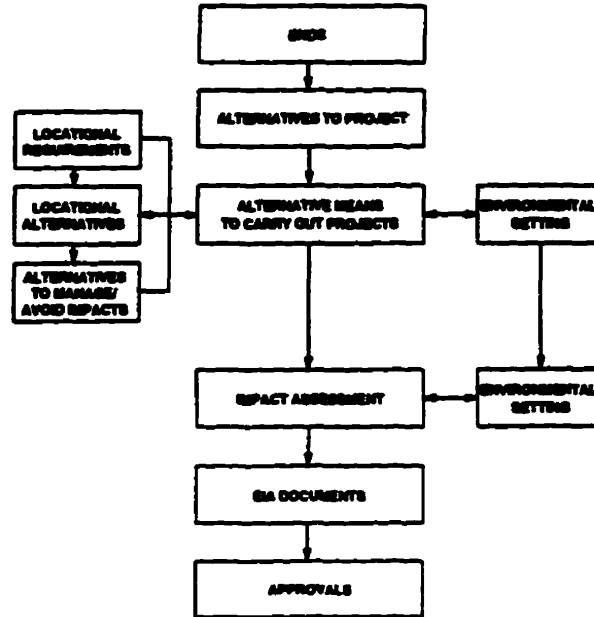 ENDS
ALTERNATIVES TO PROJECT
LOCATIONAL
REQUIREMENTS
LOCATIONAL
ALTERNATIVES
ALTERNATIVES
TO MANAGE/
AVOID IMPACTS
ALTERNATIVE MEANS
TO CARRY OUT PROJECTS
ENVIRONMENTAL
SETTING
IMPACT ASSESSMENT
ENVIRONMENTAL
SETTING
EIA DOCUMENTS
APPROVALS